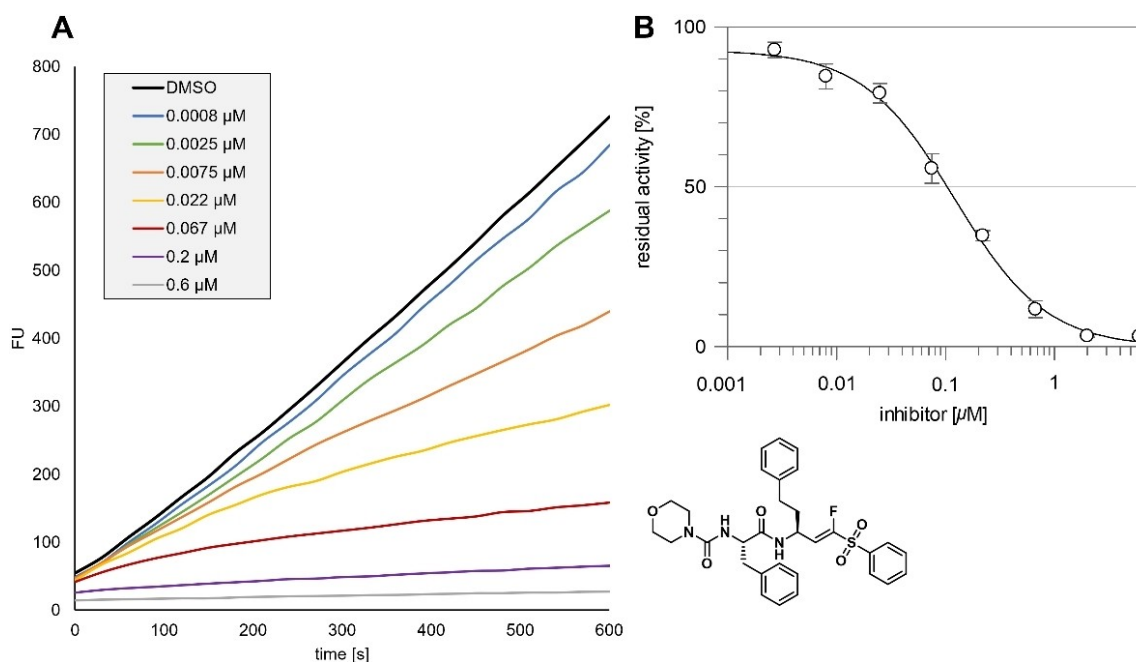 A
800
700
600
500
400
300
200
100
0
FU
DMSO
0.0008 µM
0.0025 µM
0.0075 µM
0.022 µM
0.067 µM
0.2 µM
0.6 µM
0
100
200
300
400
500
600
time [s]
B
100
50
0
residual activity [%]
0.001
0.01
0.1
1
inhibitor [µM]
O
N
O
H
N
O
N
H
F
S
O
O